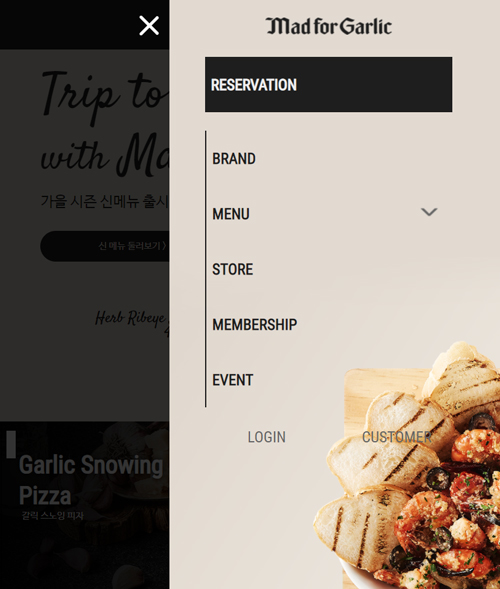 Mad for Garlic
RESERVATION
BRAND
MENU
STORE
MEMBERSHIP
EVENT
LOGIN
CUSTOMER
Trip to
with
가을 시즌 신메뉴 출시
신 메뉴 둘러보기 >
Herb Ribeye
Garlic Snowing
Pizza
갈릭 스노잉 피자